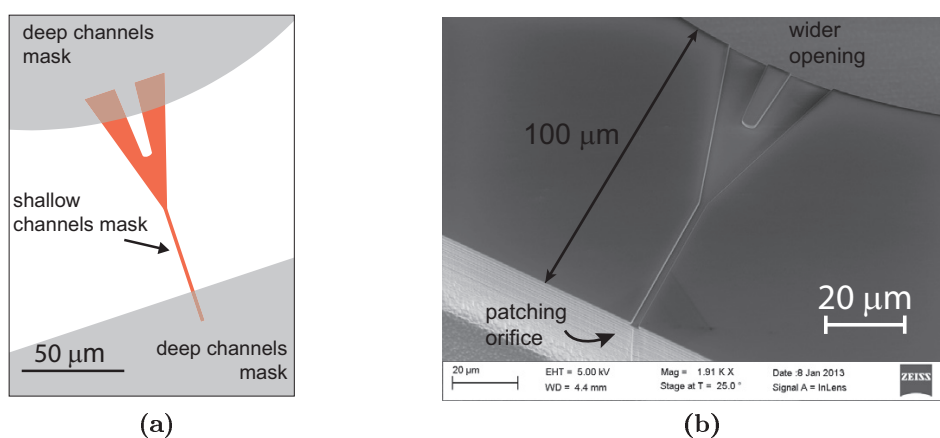 deep channels
mask
shallow
channels mask
50 µm
deep channels
mask
(a)
wider
opening
100 µm
20 µm
patching
orifice
20 µm
EHT = 5.00 kV
WD = 4.4 mm
Mag = 1.91 K X
Stage at T = 25.0 °
Date :8 Jan 2013
Signal A = InLens
ZEISS
(b)